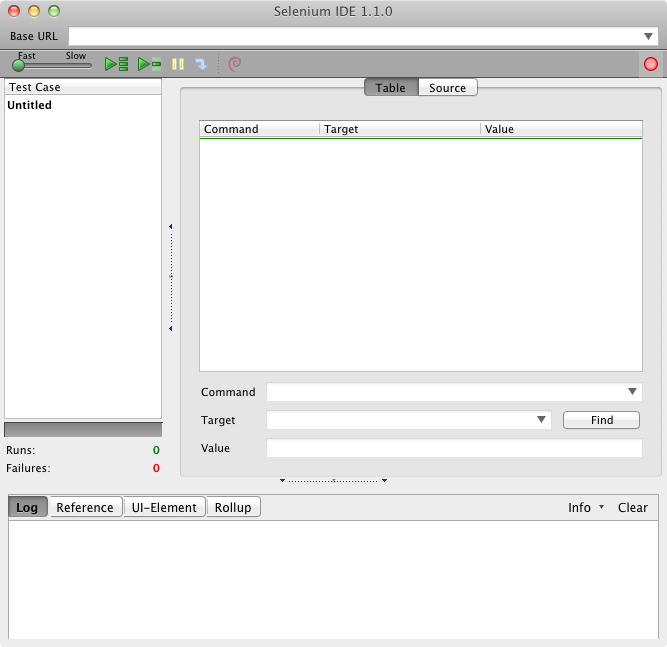 Selenium IDE 1.1.0
Base URL
Fast Slow
Test Case
Untitled
Table Source
Command Target Value
Command
Target Find
Value
Runs: 0
Failures: 0
Log Reference UI-Element Rollup Info Clear